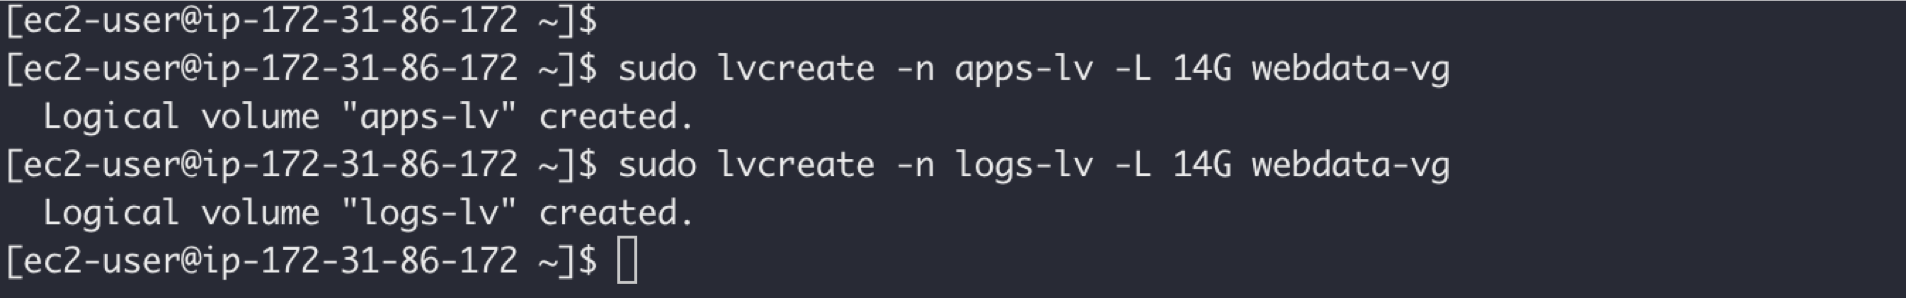 [ec2-user@ip-172-31-86-172 ~]$
[ec2-user@ip-172-31-86-172 ~]$ sudo lvcreate -n apps-lv -L 14G webdata-vg
  Logical volume "apps-lv" created.
[ec2-user@ip-172-31-86-172 ~]$ sudo lvcreate -n logs-lv -L 14G webdata-vg
  Logical volume "logs-lv" created.
[ec2-user@ip-172-31-86-172 ~]$